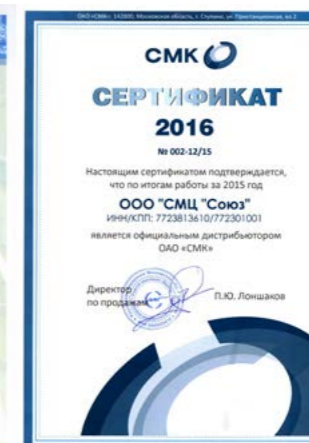 ОАО «СМК», 142800, Московская область, г. Ступино, ул. Пристанционная, вл.2
СМК
СЕРТИФИКАТ
2016
№ 002-12/15
Настоящим сертификатом подтверждается,
что по итогам работы за 2015 год
ООО "СМЦ "Союз"
ИНН/КПП: 7723813610/772301001
является официальным дистрибьютором
ОАО «СМК»
Директор
по продажам
П.Ю. Лоншаков